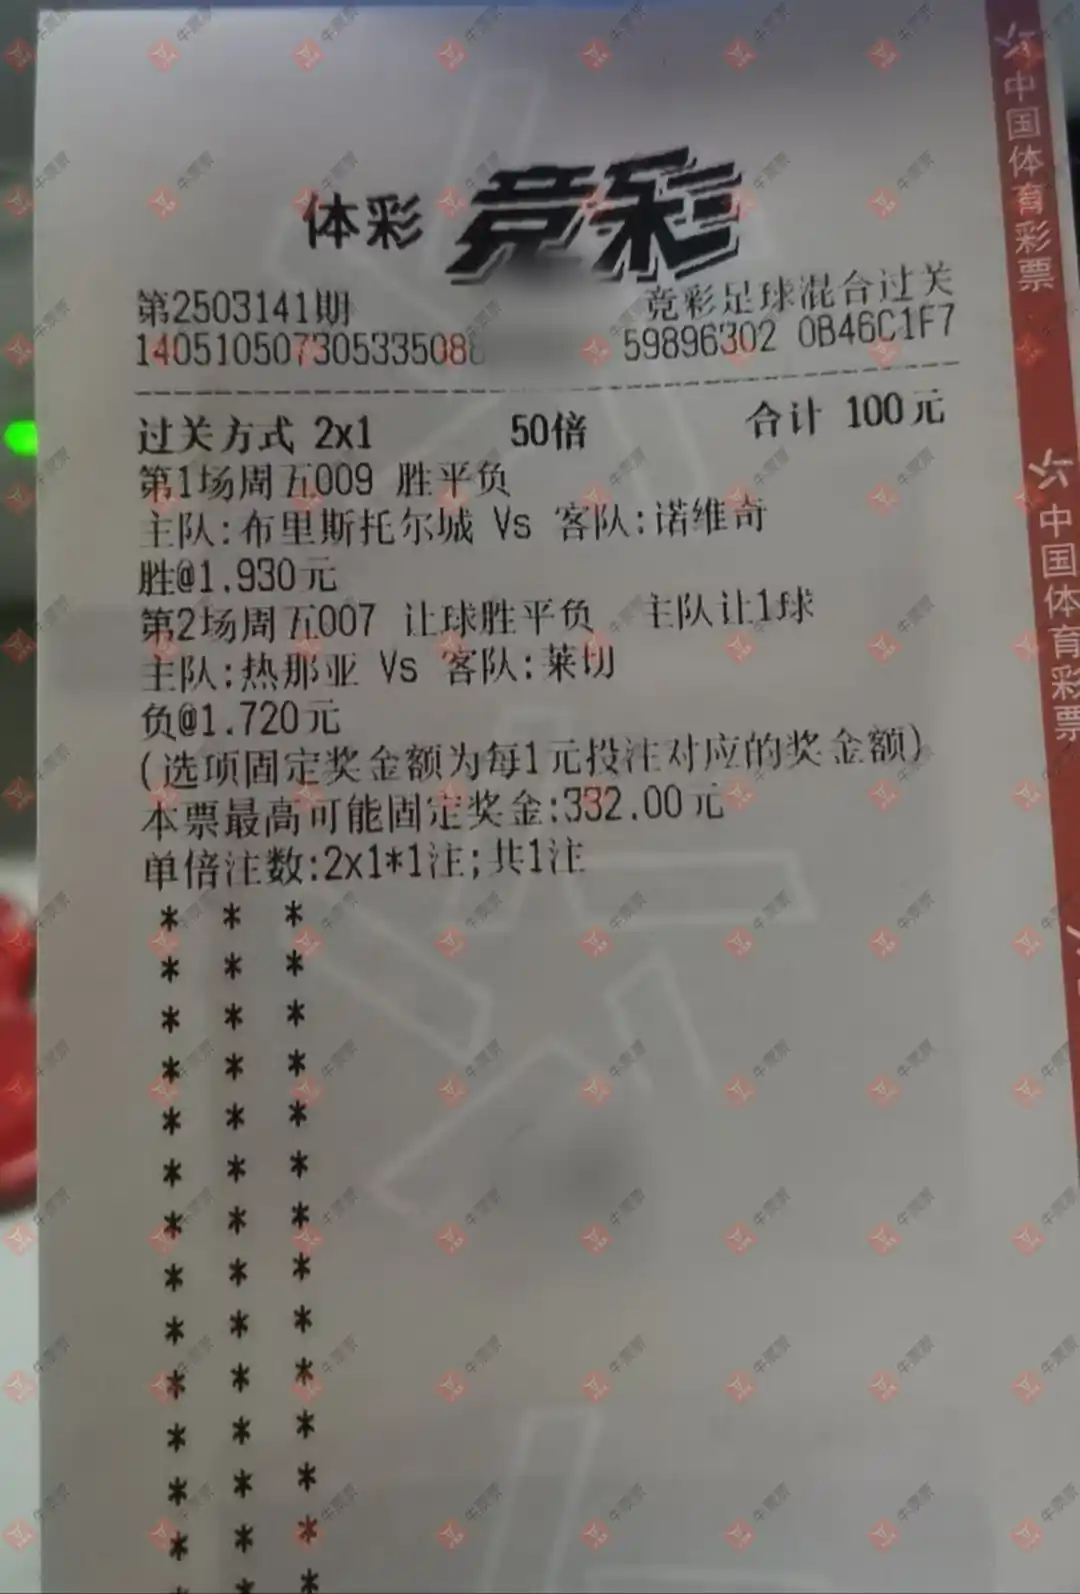 体彩 竞彩
第2503141期 竞彩足球混合过关
140510507305335088 59896302 0B46C1F7
过关方式 2x1 50倍 合计 100元
第1场周五009 胜平负
主队:布里斯托尔城 Vs 客队:诺维奇
胜@1.930元
第2场周五007 让球胜平负 主队让1球
主队:热那亚 Vs 客队:莱切
负@1.720元
(选项固定奖金额为每1元投注对应的奖金额)
本票最高可能固定奖金:332.00元
单倍注数:2x1*1注;共1注
* * *
* * *
* * *
* * *
* * *
* * *
* * *
* * *
* * *
* * *
* * *
* * *
* * *
* * *
中国体育彩票
中国体育彩票
牛票票